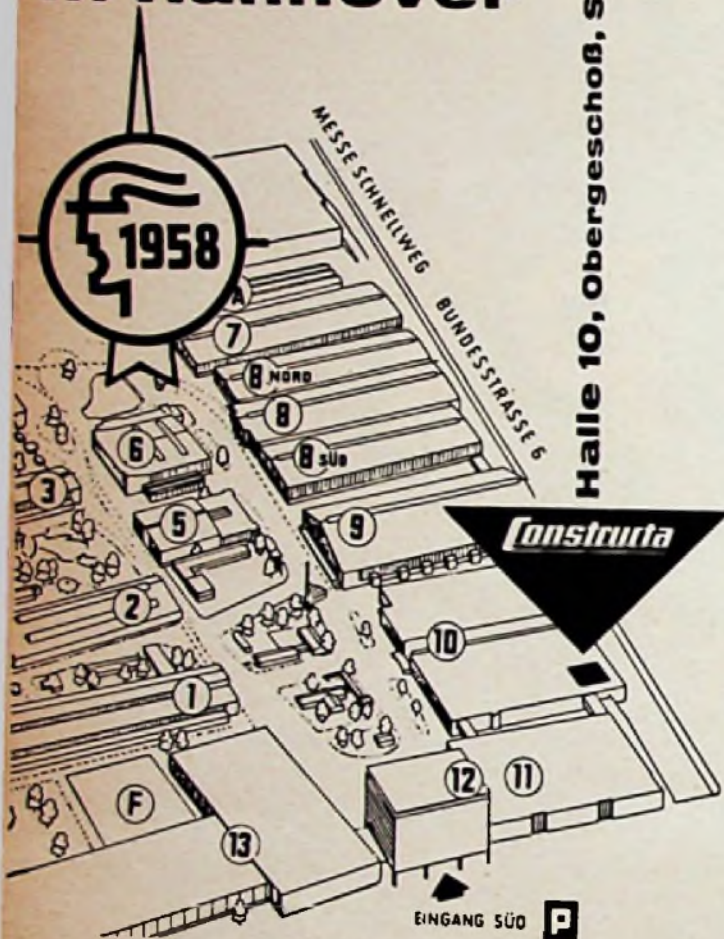 Hannover
Halle 10, Obergeschoß,
1958
MESSE SCHNELLWEG BUNDESSTRASSE 6
A
7
8 NORD
8
8 SÜD
6
3
5
9
Constructa
2
10
1
12
11
F
13
EINGANG SÜD P